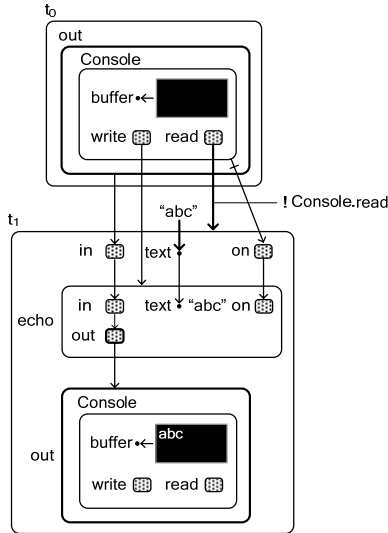 t0
out
Console
buffer
write read
"abc"
! Console.read
t1
in text on
echo in text "abc" on
out
Console
out buffer abc
write read